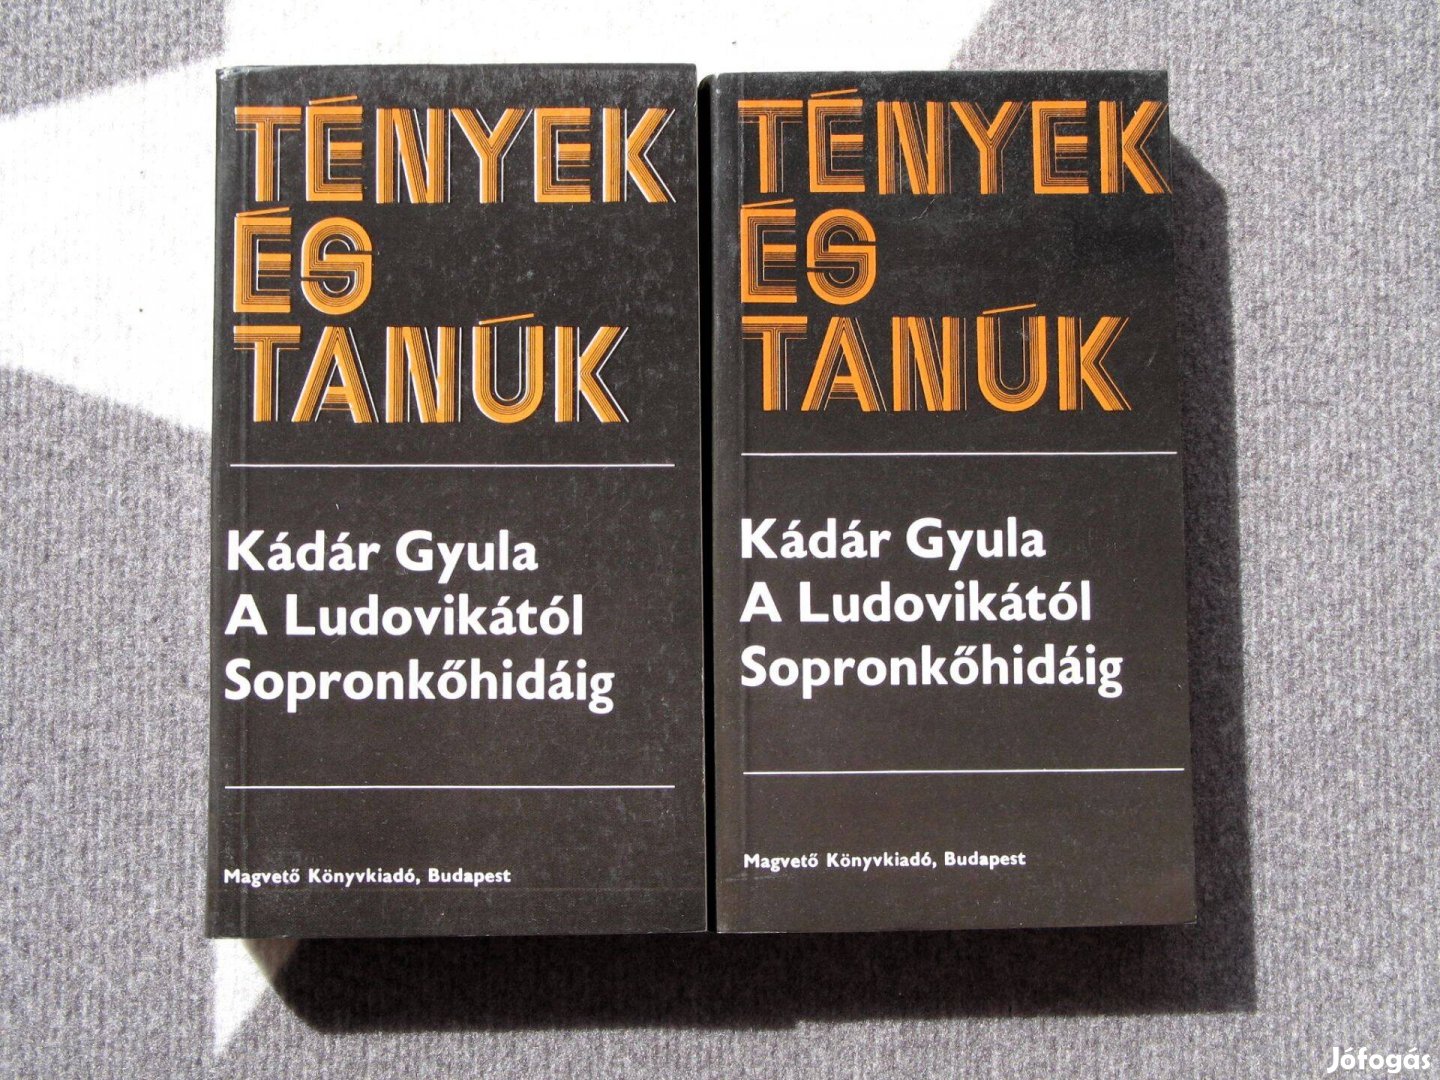 TÉNYEK
ÉS
TANÚK
Kádár Gyula
A Ludovikától
Sopronkőhidáig
Magvető Könyvkiadó, Budapest
TÉNYEK
ÉS
TANÚK
Kádár Gyula
A Ludovikától
Sopronkőhidáig
Magvető Könyvkiadó, Budapest
Jófogás